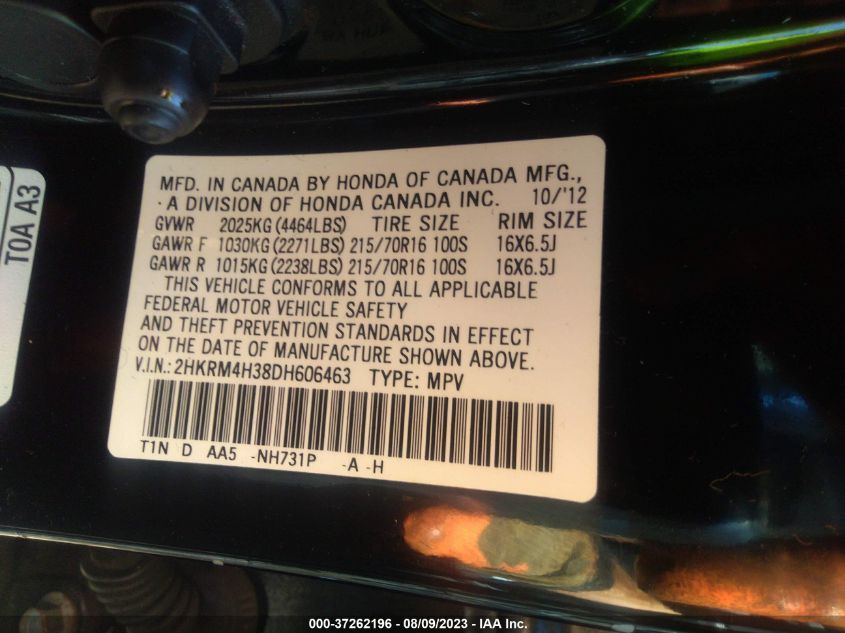 MFD. IN CANADA BY HONDA OF CANADA MFG.,
A DIVISION OF HONDA CANADA INC. 10/'12
GVWR 2025KG (4464LBS) TIRE SIZE RIM SIZE
GAWR F 1030KG (2271LBS) 215/70R16 100S 16X6.5J
GAWR R 1015KG (2238LBS) 215/70R16 100S 16X6.5J
THIS VEHICLE CONFORMS TO ALL APPLICABLE
FEDERAL MOTOR VEHICLE SAFETY
AND THEFT PREVENTION STANDARDS IN EFFECT
ON THE DATE OF MANUFACTURE SHOWN ABOVE.
V.I.N.: 2HKRM4H38DH606463 TYPE: MPV
T1N D AA5 -NH731P -A -H
T0A A3
000-37262196 - 08/09/2023 - IAA Inc.